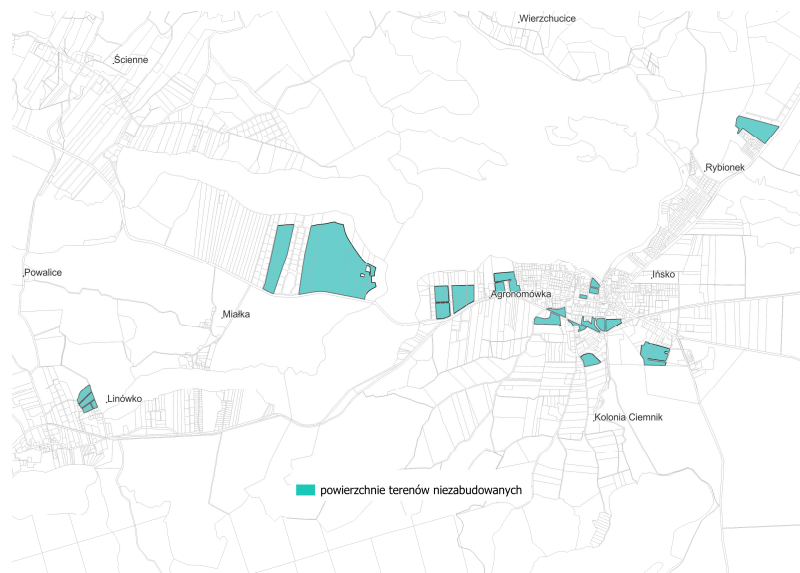 Wierzchucice
Ścienne
Rybionek
Powalice
Ińsko
Agronomówka
Miałka
Linówko
Kolonia Ciemnik
powierzchnie terenów niezabudowanych